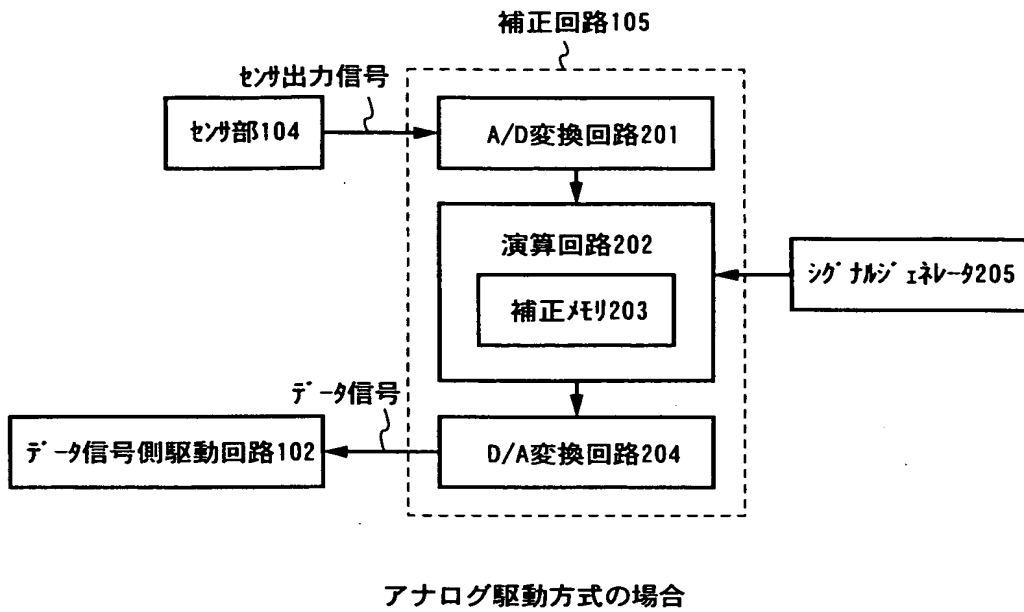 補正回路105
ｾﾝｻ出力信号
ｾﾝｻ部104
A/D変換回路201
演算回路202
補正ﾒﾓﾘ203
ｼｸﾞﾅﾙｼﾞｪﾈﾚｰﾀ205
ﾃﾞｰﾀ信号
ﾃﾞｰﾀ信号側駆動回路102
D/A変換回路204
アナログ駆動方式の場合